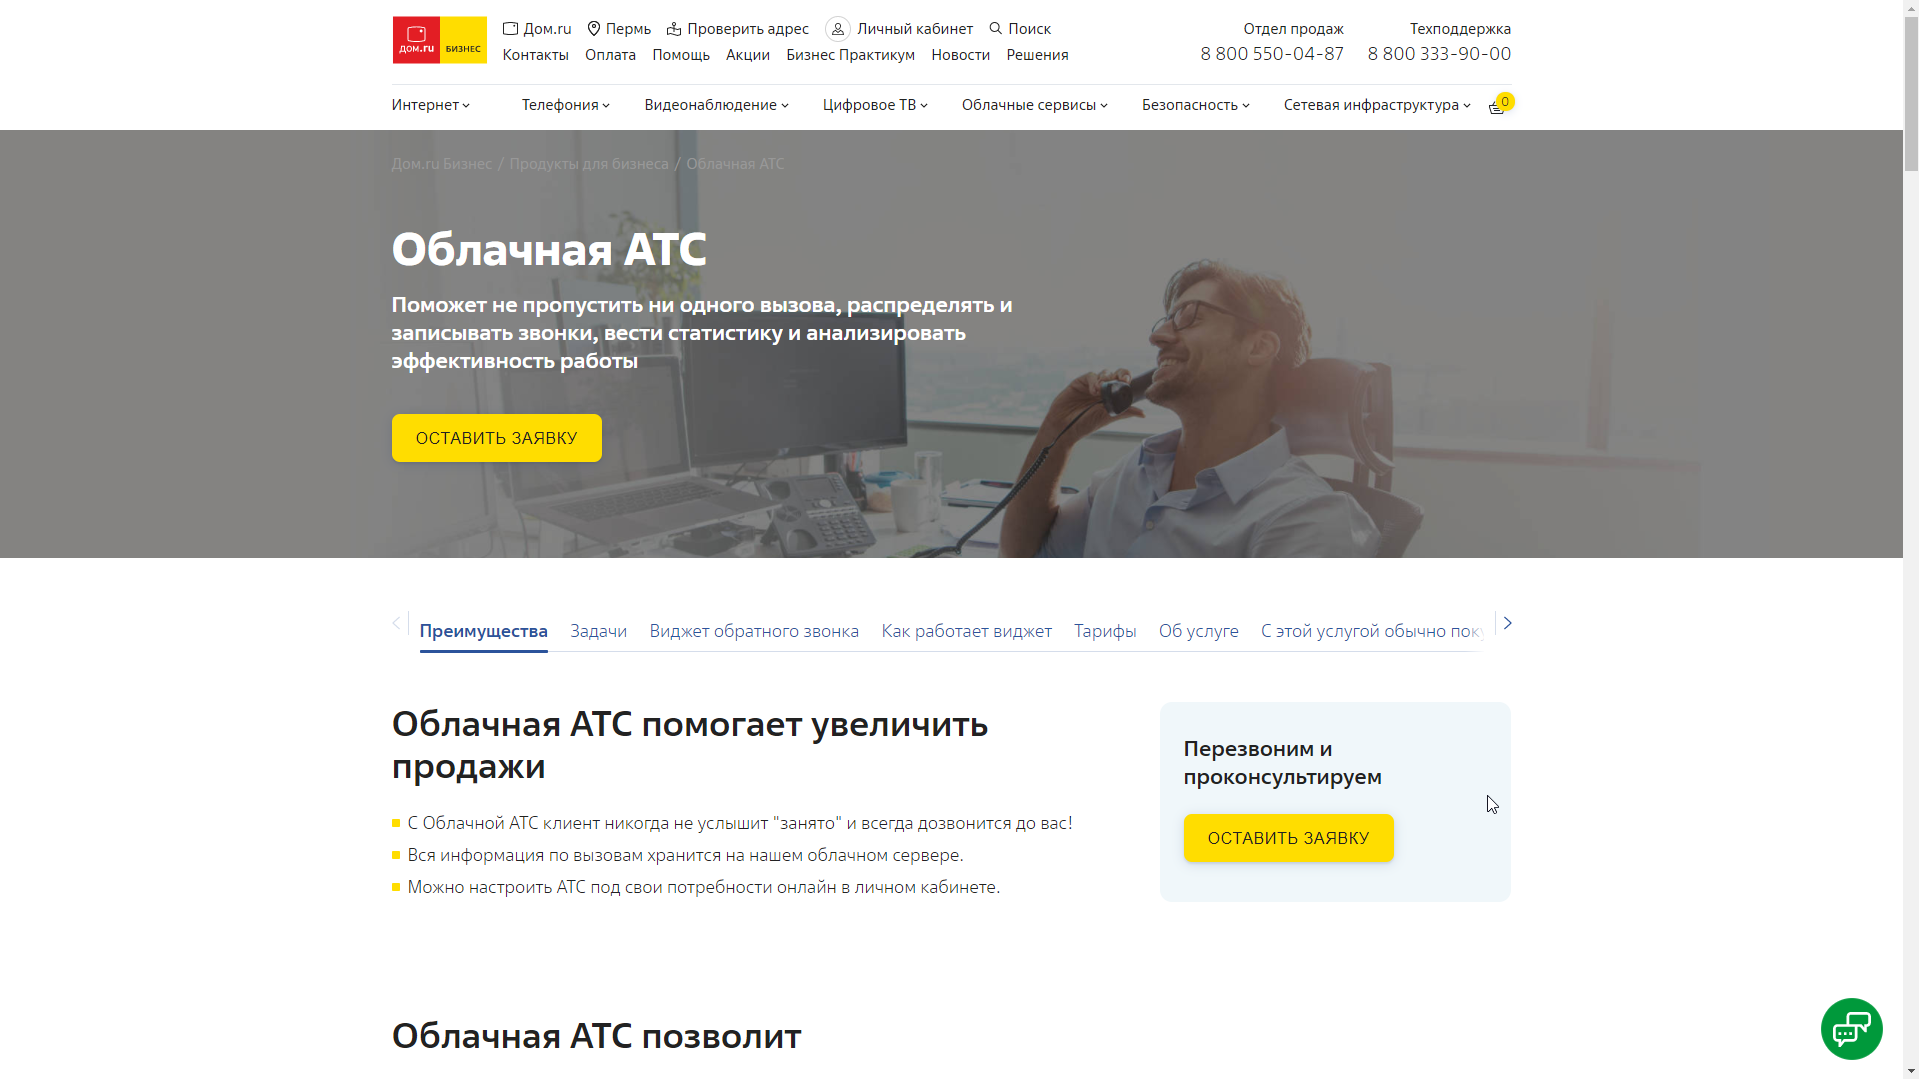 ДОМ.ru БИЗНЕС
Дом.ru Пермь Проверить адрес Личный кабинет Поиск
Контакты Оплата Помощь Акции Бизнес Практикум Новости Решения
Отдел продаж
8 800 550-04-87
Техподдержка
8 800 333-90-00
Интернет Телефония Видеонаблюдение Цифровое ТВ Облачные сервисы Безопасность Сетевая инфраструктура 0
Дом.ru Бизнес / Продукты для бизнеса / Облачная АТС
Облачная АТС
Поможет не пропустить ни одного вызова, распределять и
записывать звонки, вести статистику и анализировать
эффективность работы
ОСТАВИТЬ ЗАЯВКУ
Преимущества Задачи Виджет обратного звонка Как работает виджет Тарифы Об услуге С этой услугой обычно поку
Облачная АТС помогает увеличить
продажи
С Облачной АТС клиент никогда не услышит "занято" и всегда дозвонится до вас!
Вся информация по вызовам хранится на нашем облачном сервере.
Можно настроить АТС под свои потребности онлайн в личном кабинете.
Перезвоним и
проконсультируем
ОСТАВИТЬ ЗАЯВКУ
Облачная АТС позволит